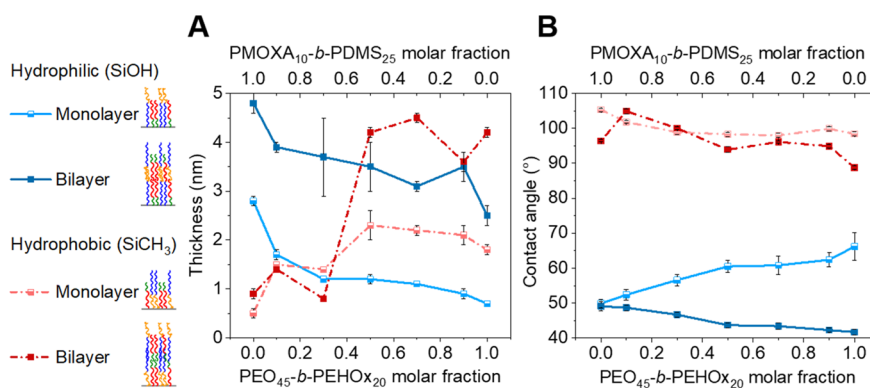 Hydrophilic (SiOH)
Monolayer
Bilayer
Hydrophobic (SiCH₃)
Monolayer
Bilayer
A
PMOXA₁₀-b-PDMS₂₅ molar fraction
1.0 0.8 0.6 0.4 0.2 0.0
Thickness (nm)
5
4
3
2
1
0
0.0 0.2 0.4 0.6 0.8 1.0
PEO₄₅-b-PEHOx₂₀ molar fraction
B
PMOXA₁₀-b-PDMS₂₅ molar fraction
1.0 0.8 0.6 0.4 0.2 0.0
Contact angle (°)
110
100
90
80
70
60
50
40
0.0 0.2 0.4 0.6 0.8 1.0
PEO₄₅-b-PEHOx₂₀ molar fraction